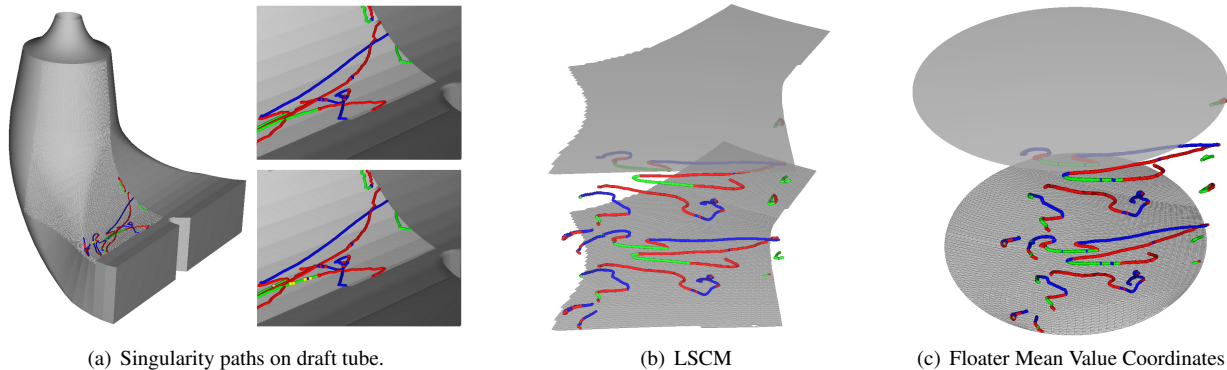 (a) Singularity paths on draft tube.
(b) LSCM
(c) Floater Mean Value Coordinates